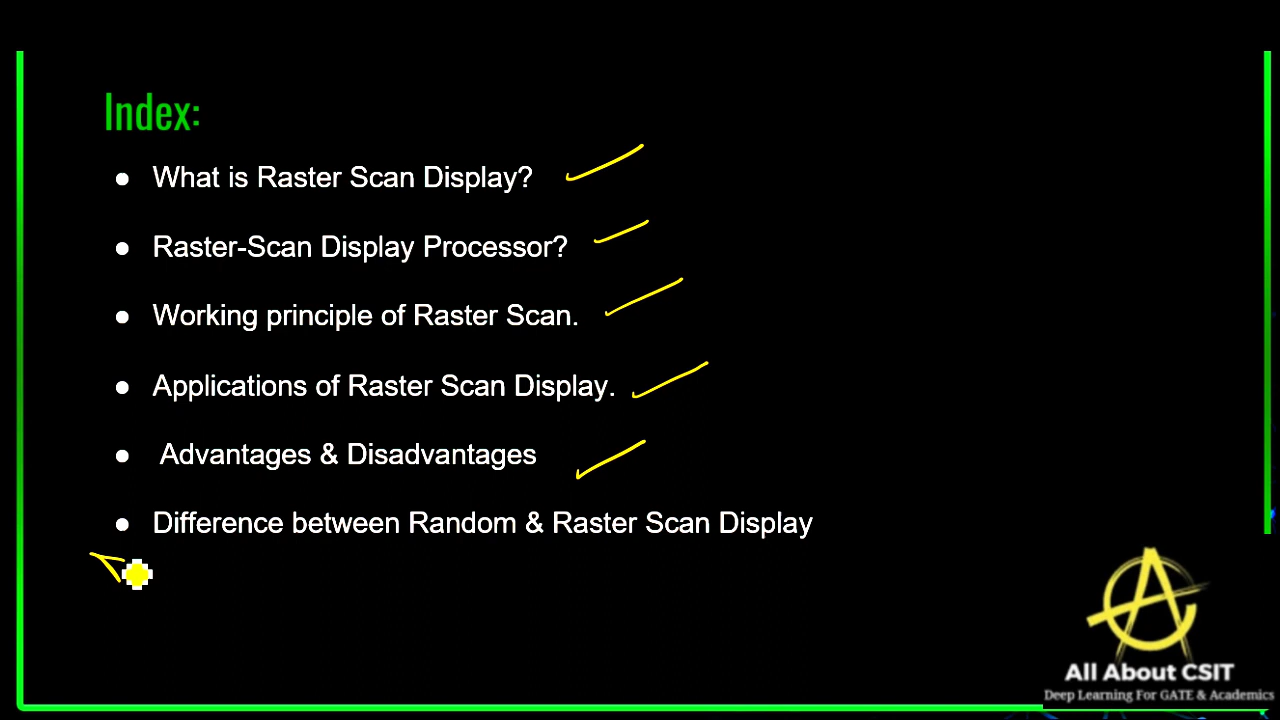 Index:
● What is Raster Scan Display?
● Raster-Scan Display Processor?
● Working principle of Raster Scan.
● Applications of Raster Scan Display.
● Advantages & Disadvantages
● Difference between Random & Raster Scan Display
All About CSIT
Deep Learning For GATE & Academics